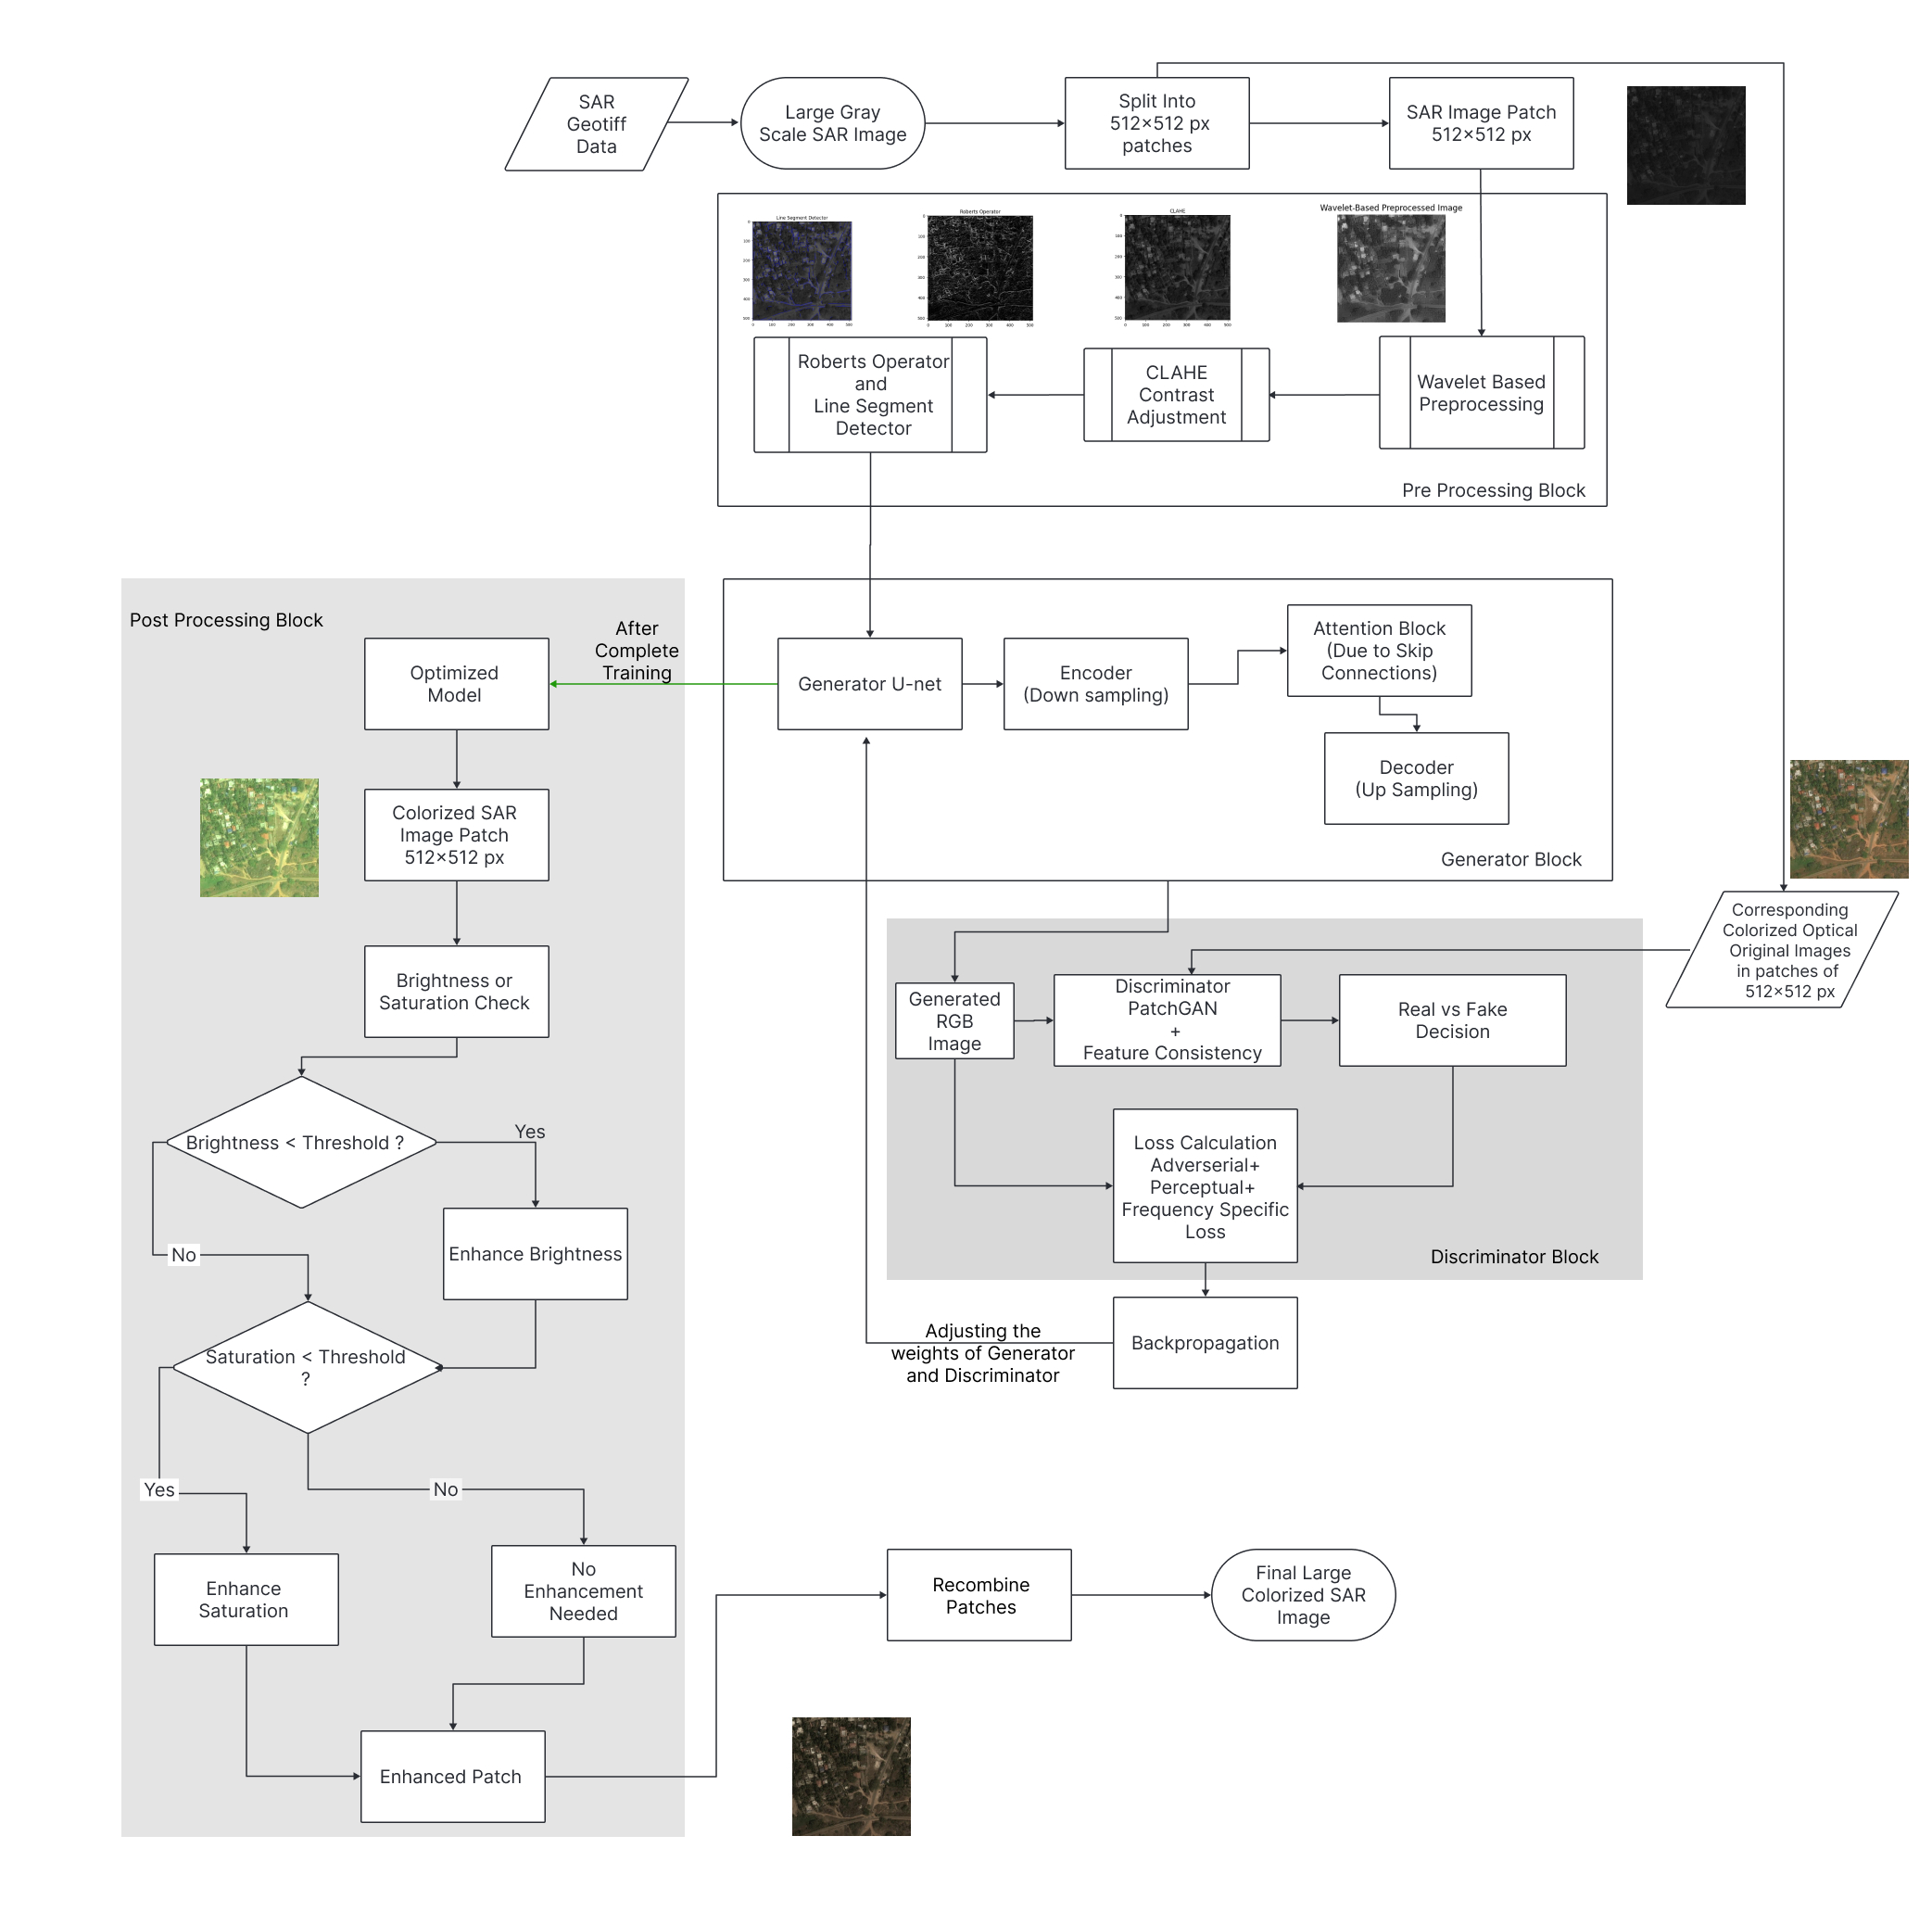 SAR
Geotiff
Data
Large Gray
Scale SAR Image
Split Into
512×512 px
patches
SAR Image Patch
512×512 px
Line Segment Detector
Roberts Operator
CLAHE
Wavelet-Based Preprocessed Image
Roberts Operator
and
Line Segment
Detector
CLAHE
Contrast
Adjustment
Wavelet Based
Preprocessing
Pre Processing Block
Post Processing Block
After
Complete
Training
Optimized
Model
Generator U-net
Encoder
(Down sampling)
Attention Block
(Due to Skip
Connections)
Decoder
(Up Sampling)
Generator Block
Colorized SAR
Image Patch
512×512 px
Corresponding
Colorized Optical
Original Images
in patches of
512×512 px
Brightness or
Saturation Check
Generated
RGB
Image
Discriminator
PatchGAN
+
Feature Consistency
Real vs Fake
Decision
Brightness < Threshold ?
Yes
No
Enhance Brightness
Loss Calculation
Adverserial+
Perceptual+
Frequency Specific
Loss
Discriminator Block
Backpropagation
Adjusting the
weights of Generator
and Discriminator
Saturation < Threshold
?
Yes
No
Enhance
Saturation
No
Enhancement
Needed
Recombine
Patches
Final Large
Colorized SAR
Image
Enhanced Patch